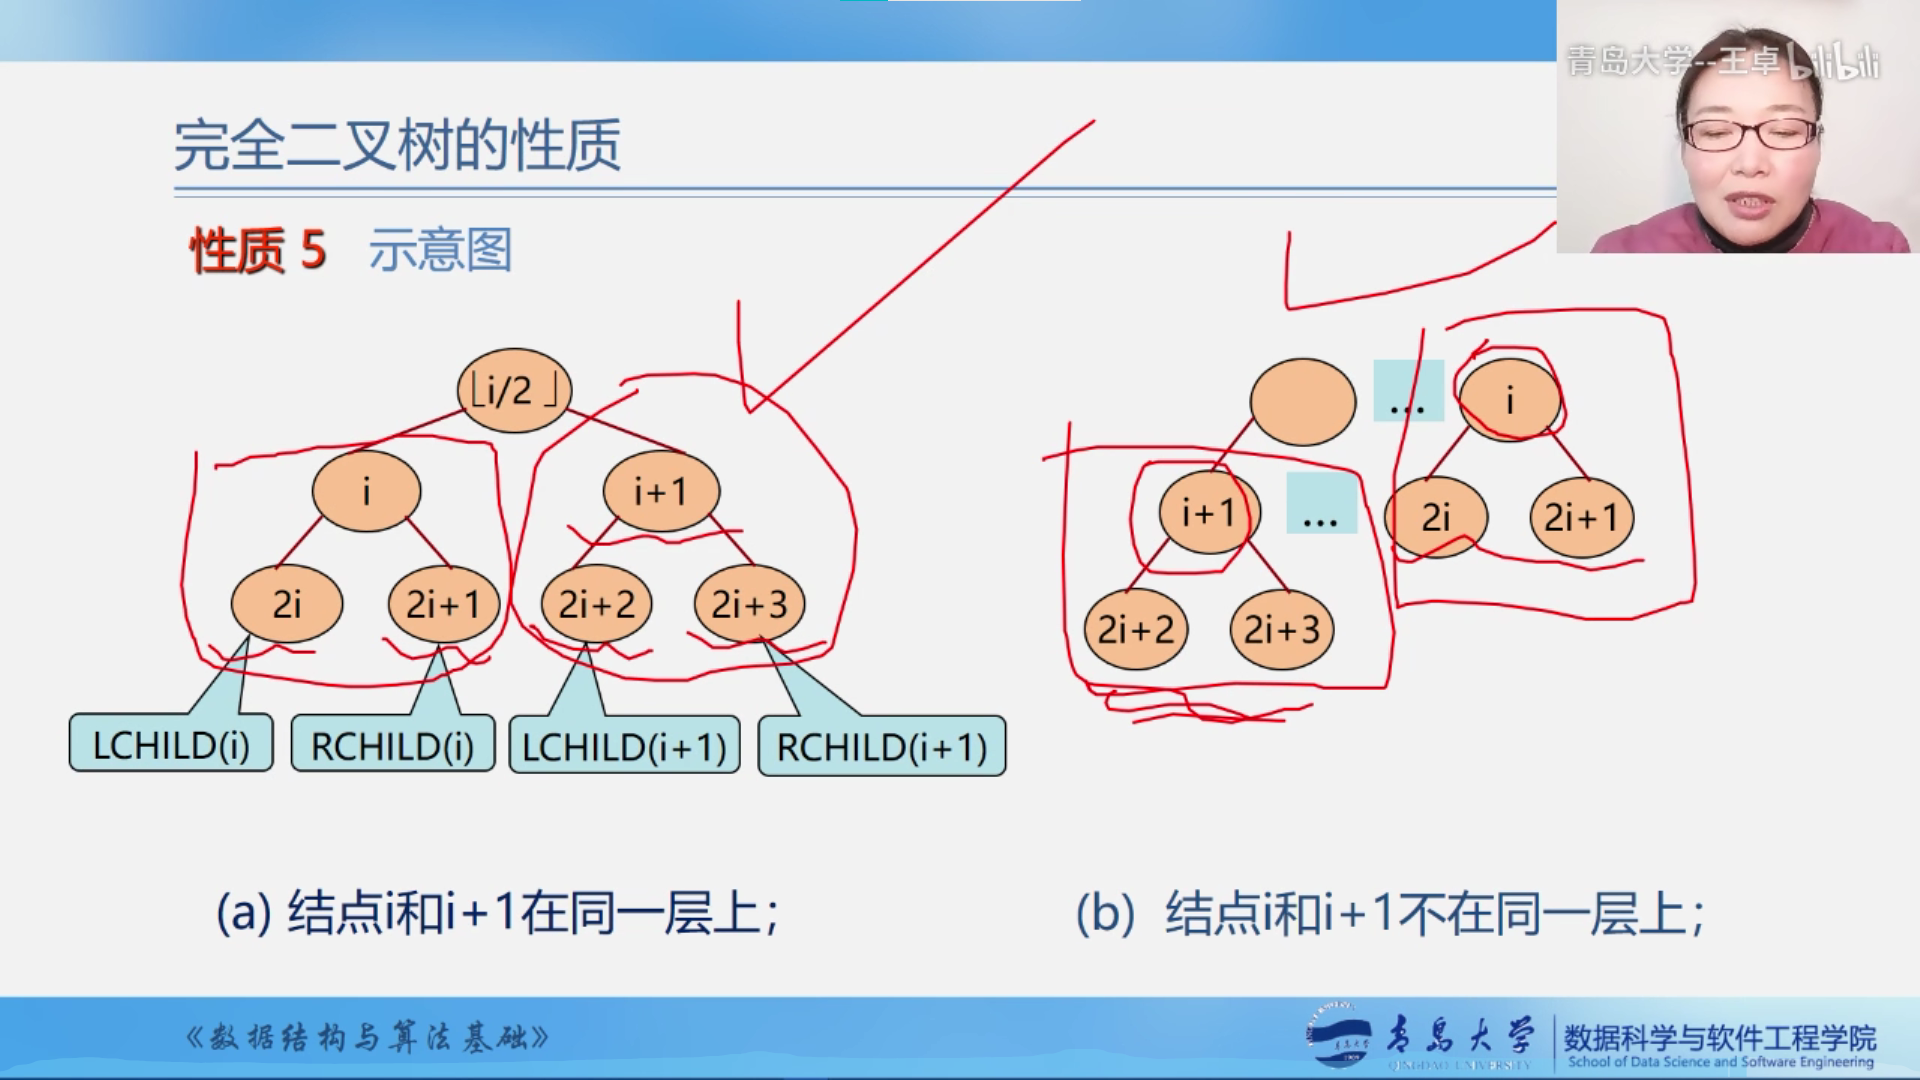 青岛大学--王卓 bilibili
完全二叉树的性质
性质 5 示意图
⌊i/2⌋
i
i+1
2i
2i+1
2i+2
2i+3
LCHILD(i)
RCHILD(i)
LCHILD(i+1)
RCHILD(i+1)
...
i
i+1
...
2i
2i+1
2i+2
2i+3
(a) 结点i和i+1在同一层上；
(b) 结点i和i+1不在同一层上；
《数据结构与算法基础》
青岛大学
QINGDAO UNIVERSITY
数据科学与软件工程学院
School of Data Science and Software Engineering